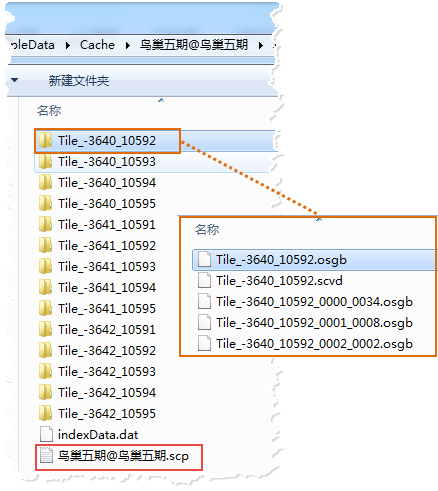 pleData ▸ Cache ▸ 鸟巢五期@鸟巢五期 ▸
新建文件夹
名称
Tile_-3640_10592
Tile_-3640_10593
Tile_-3640_10594
Tile_-3640_10595
Tile_-3641_10591
Tile_-3641_10592
Tile_-3641_10593
Tile_-3641_10594
Tile_-3641_10595
Tile_-3642_10591
Tile_-3642_10592
Tile_-3642_10593
Tile_-3642_10594
Tile_-3642_10595
indexData.dat
鸟巢五期@鸟巢五期.scp
名称
Tile_-3640_10592.osgb
Tile_-3640_10592.scvd
Tile_-3640_10592_0000_0034.osgb
Tile_-3640_10592_0001_0008.osgb
Tile_-3640_10592_0002_0002.osgb